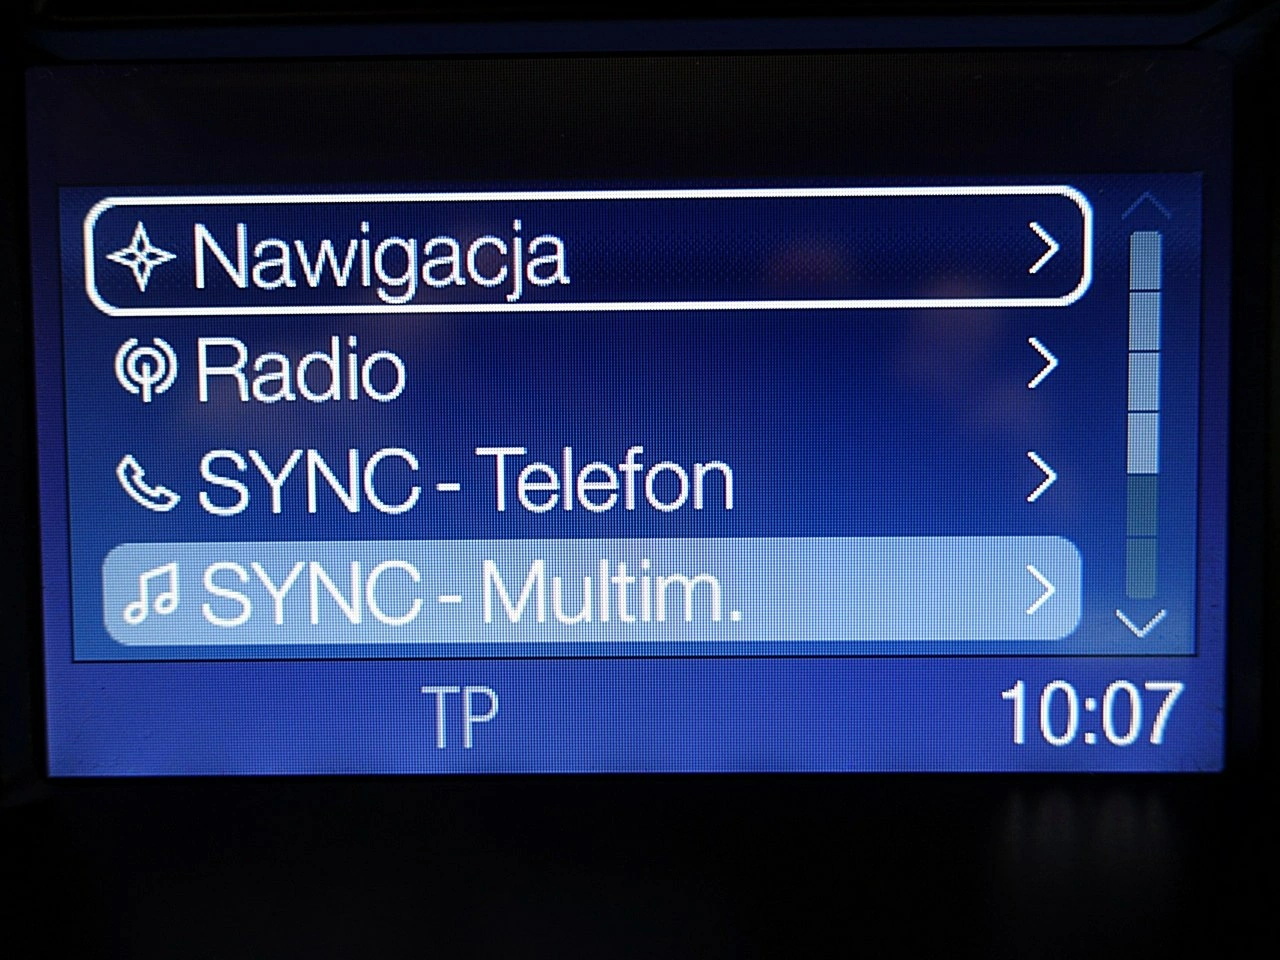 Nawigacja
Radio
SYNC - Telefon
SYNC - Multim.
TP 10:07